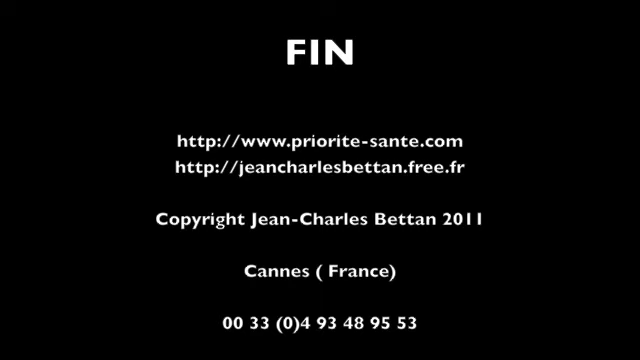 FIN
http://www.priorite-sante.com
http://jeancharlesbettan.free.fr
Copyright Jean-Charles Bettan 2011
Cannes ( France)
00 33 (0)4 93 48 95 53